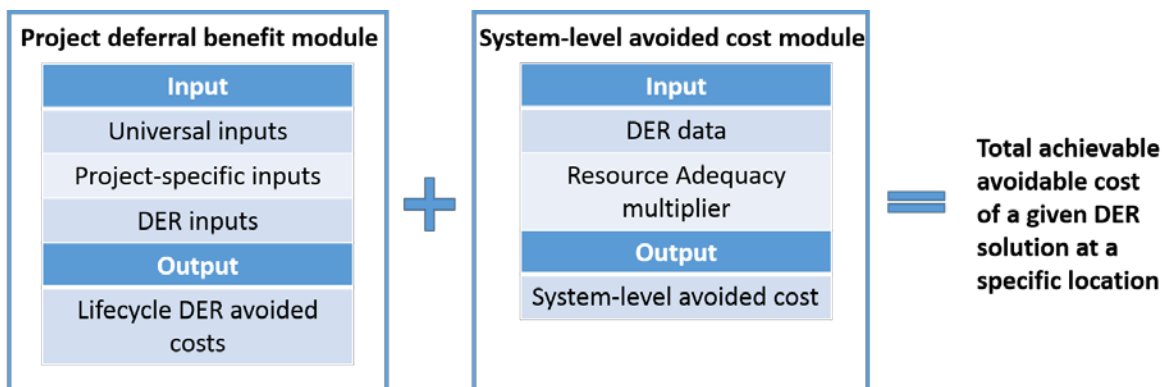 Project deferral benefit module
Input
Universal inputs
Project-specific inputs
DER inputs
Output
Lifecycle DER avoided
costs
System-level avoided cost module
Input
DER data
Resource Adequacy
multiplier
Output
System-level avoided cost
Total achievable
avoidable cost
of a given DER
solution at a
specific location